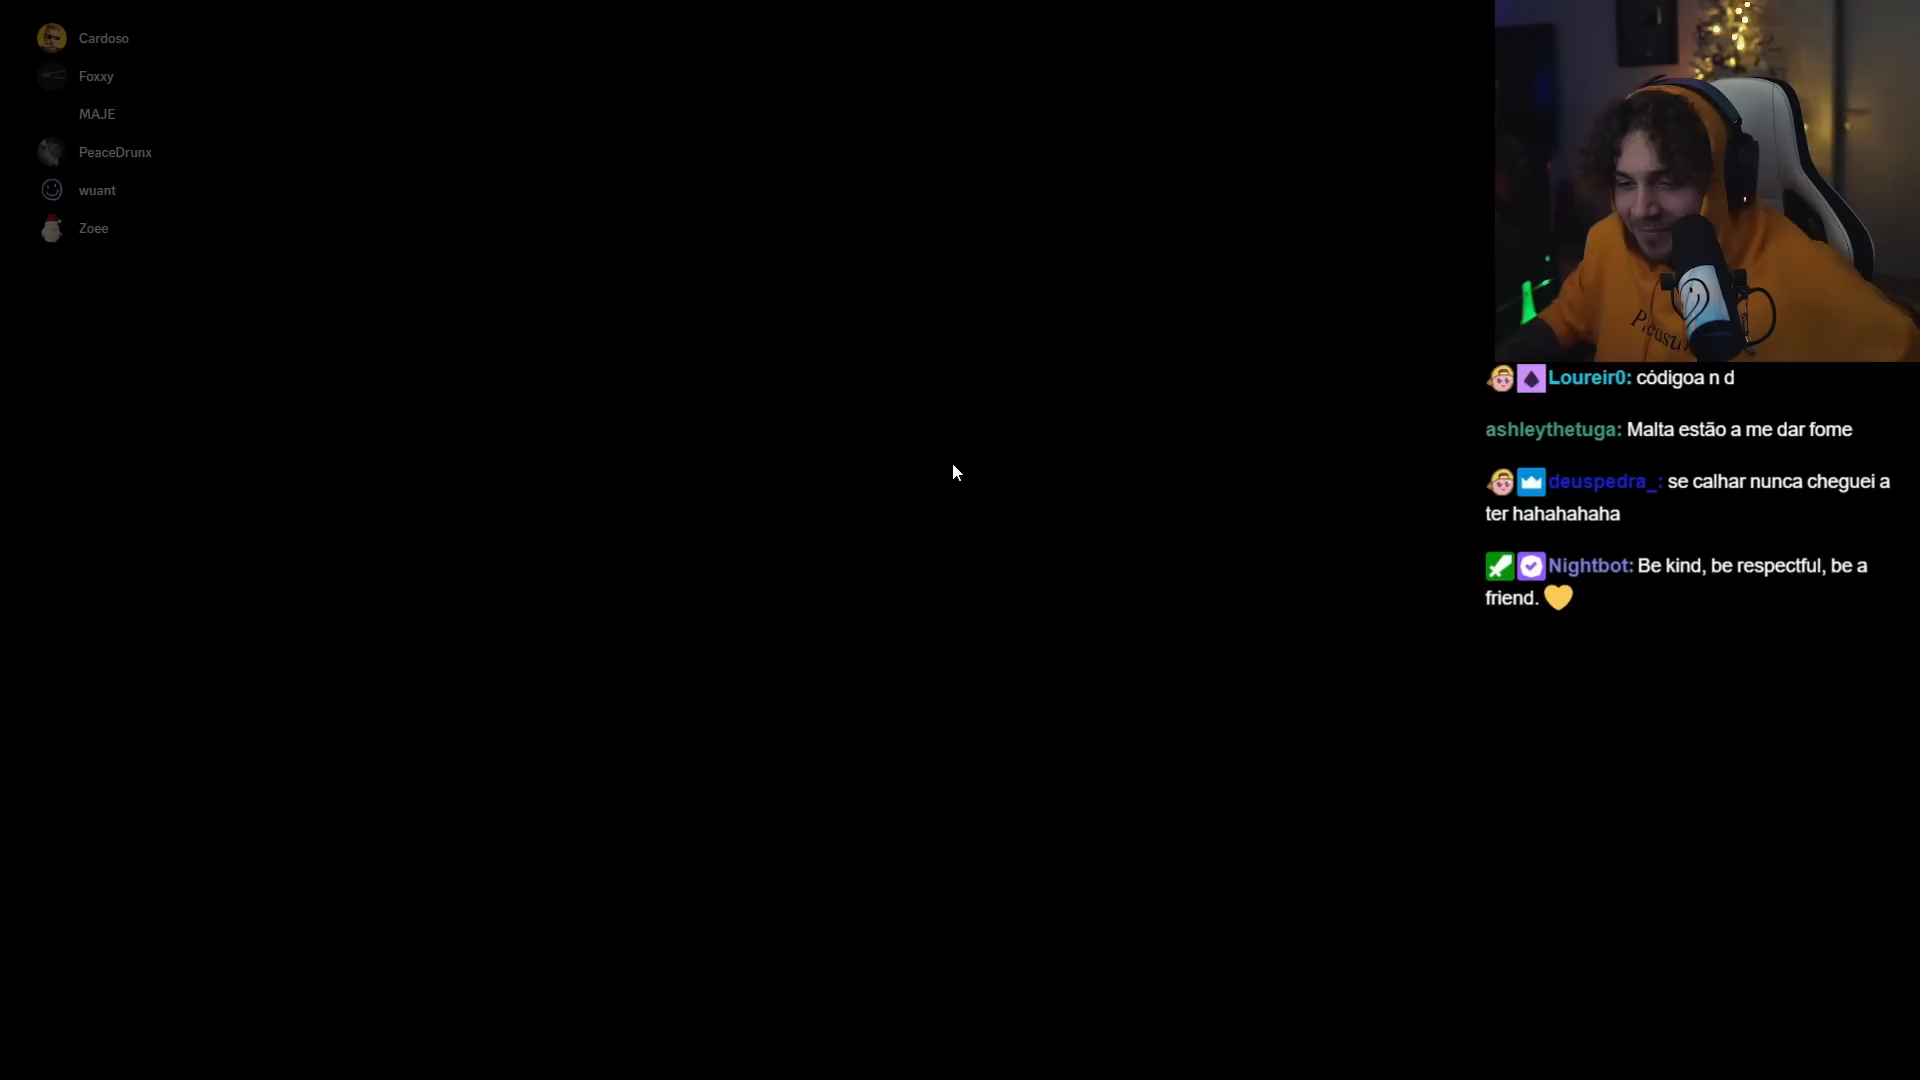 Cardoso
Foxxy
MAJE
PeaceDrunx
wuant
Zoee
Loureir0: códigoa n d
ashleythetuga: Malta estão a me dar fome
deuspedra_: se calhar nunca cheguei a
ter hahahahaha
Nightbot: Be kind, be respectful, be a
friend.